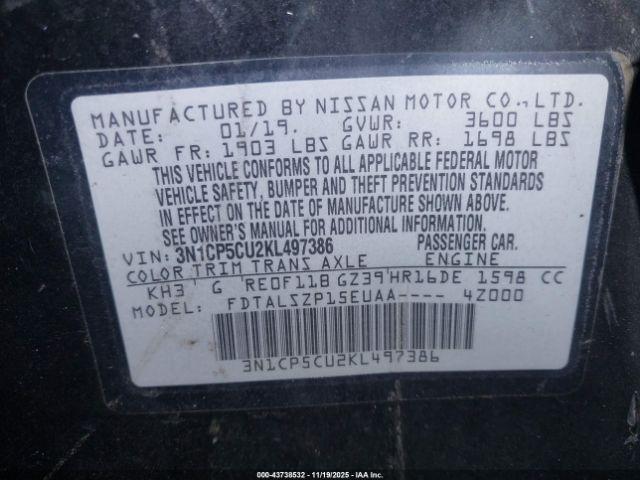 MANUFACTURED BY NISSAN MOTOR CO., LTD.
DATE: 01/19. GVWR: 3600 LBS
GAWR FR: 1903 LBS GAWR RR: 1698 LBS
THIS VEHICLE CONFORMS TO ALL APPLICABLE FEDERAL MOTOR
VEHICLE SAFETY, BUMPER AND THEFT PREVENTION STANDARDS
IN EFFECT ON THE DATE OF MANUFACTURE SHOWN ABOVE.
SEE OWNER'S MANUAL FOR ADDITIONAL INFORMATION.
VIN: 3N1CP5CU2KL497386 PASSENGER CAR.
COLOR TRIM TRANS AXLE ENGINE
KH3 G RE0F11B GZ39 HR16DE 1598 CC
MODEL: FDTALSZP15EUAA---- 4Z000
3N1CP5CU2KL497386
000-43738532 - 11/19/2025 - IAA Inc.